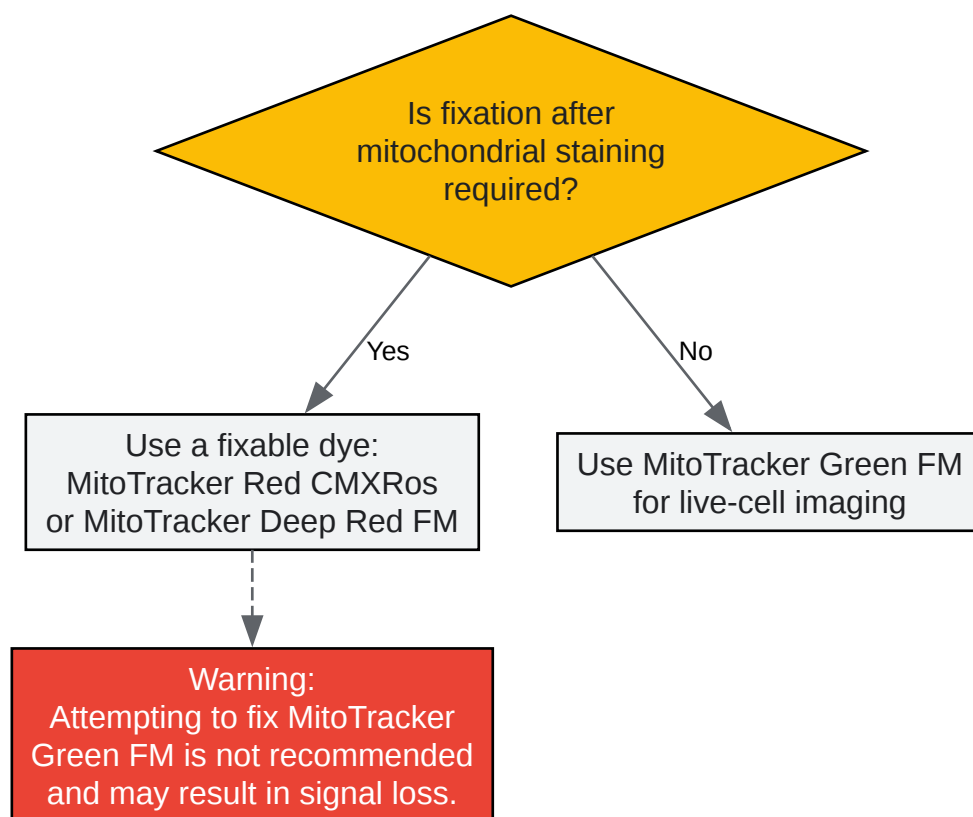 Is fixation after
mitochondrial staining
required?
Yes
No
Use a fixable dye:
MitoTracker Red CMXRos
or MitoTracker Deep Red FM
Use MitoTracker Green FM
for live-cell imaging
Warning:
Attempting to fix MitoTracker
Green FM is not recommended
and may result in signal loss.